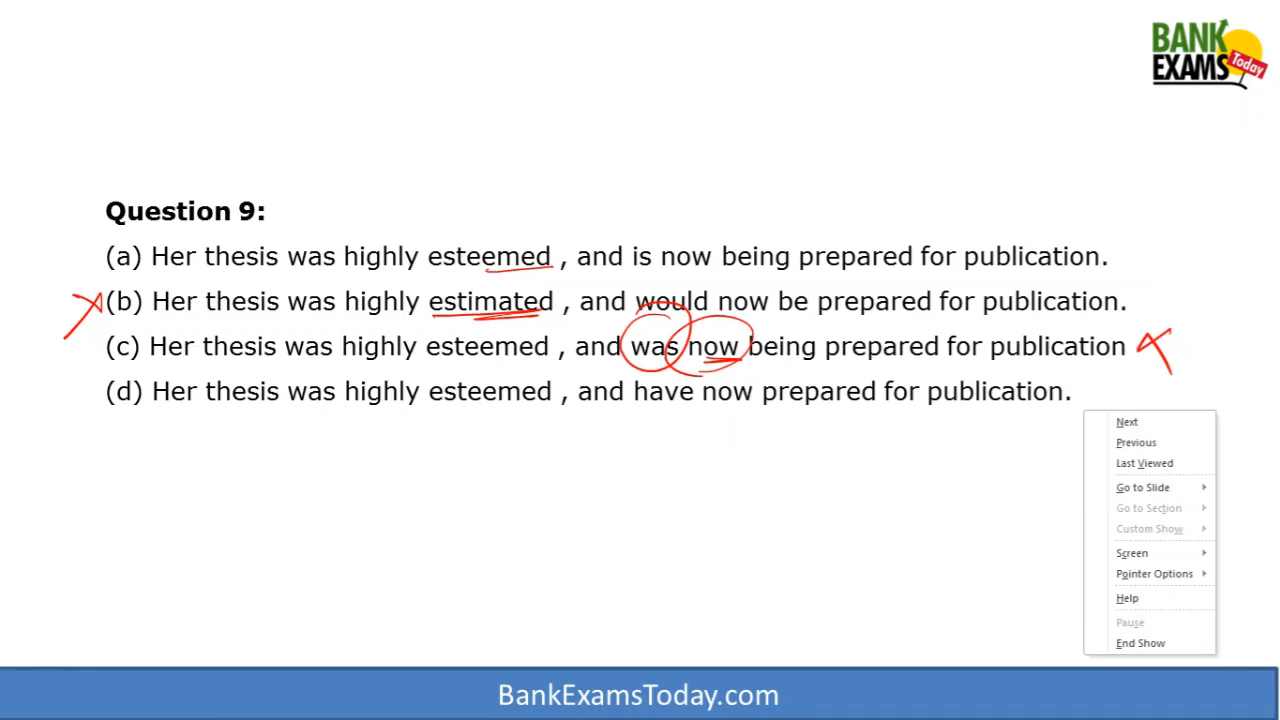 BANK
EXAMS
Today
Question 9:
(a) Her thesis was highly esteemed , and is now being prepared for publication.
(b) Her thesis was highly estimated , and would now be prepared for publication.
(c) Her thesis was highly esteemed , and was now being prepared for publication
(d) Her thesis was highly esteemed , and have now prepared for publication.
Next
Previous
Last Viewed
Go to Slide
Go to Section
Custom Show
Screen
Pointer Options
Help
Pause
End Show
BankExamsToday.com